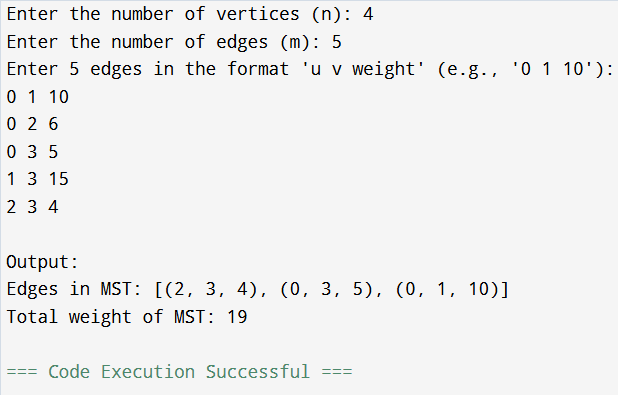 Enter the number of vertices (n): 4
Enter the number of edges (m): 5
Enter 5 edges in the format 'u v weight' (e.g., '0 1 10'):
0 1 10
0 2 6
0 3 5
1 3 15
2 3 4
Output:
Edges in MST: [(2, 3, 4), (0, 3, 5), (0, 1, 10)]
Total weight of MST: 19
=== Code Execution Successful ===